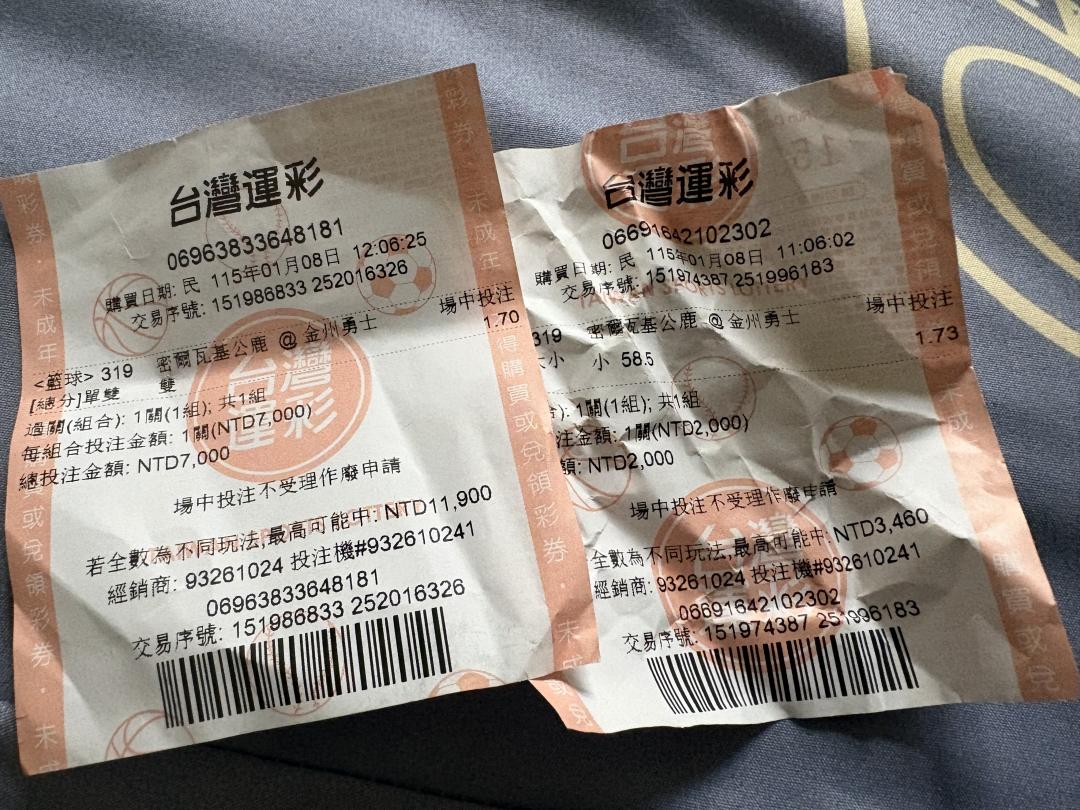 台灣運彩
06963833648181
購買日期: 民 115年01月08日 12:06:25
交易序號: 151986833 252016326
場中投注
<籃球> 319 密爾瓦基公鹿 @ 金州勇士 1.70
[總分]單雙 雙
過關(組合): 1關(1組); 共1組
每組合投注金額: 1關(NTD7,000)
總投注金額: NTD7,000
場中投注不受理作廢申請
若全數為不同玩法,最高可能中: NTD11,900
經銷商: 93261024 投注機#932610241
06963833648181
交易序號: 151986833 252016326
台灣運彩
台灣運彩
06691642102302
購買日期: 民 115年01月08日 11:06:02
交易序號: 151974387 251996183
場中投注
319 密爾瓦基公鹿 @ 金州勇士 1.73
大小 小 58.5
合): 1關(1組); 共1組
注金額: 1關(NTD2,000)
額: NTD2,000
場中投注不受理作廢申請
全數為不同玩法,最高可能中: NTD3,460
經銷商: 93261024 投注機#932610241
06691642102302
交易序號: 151974387 251996183
台灣